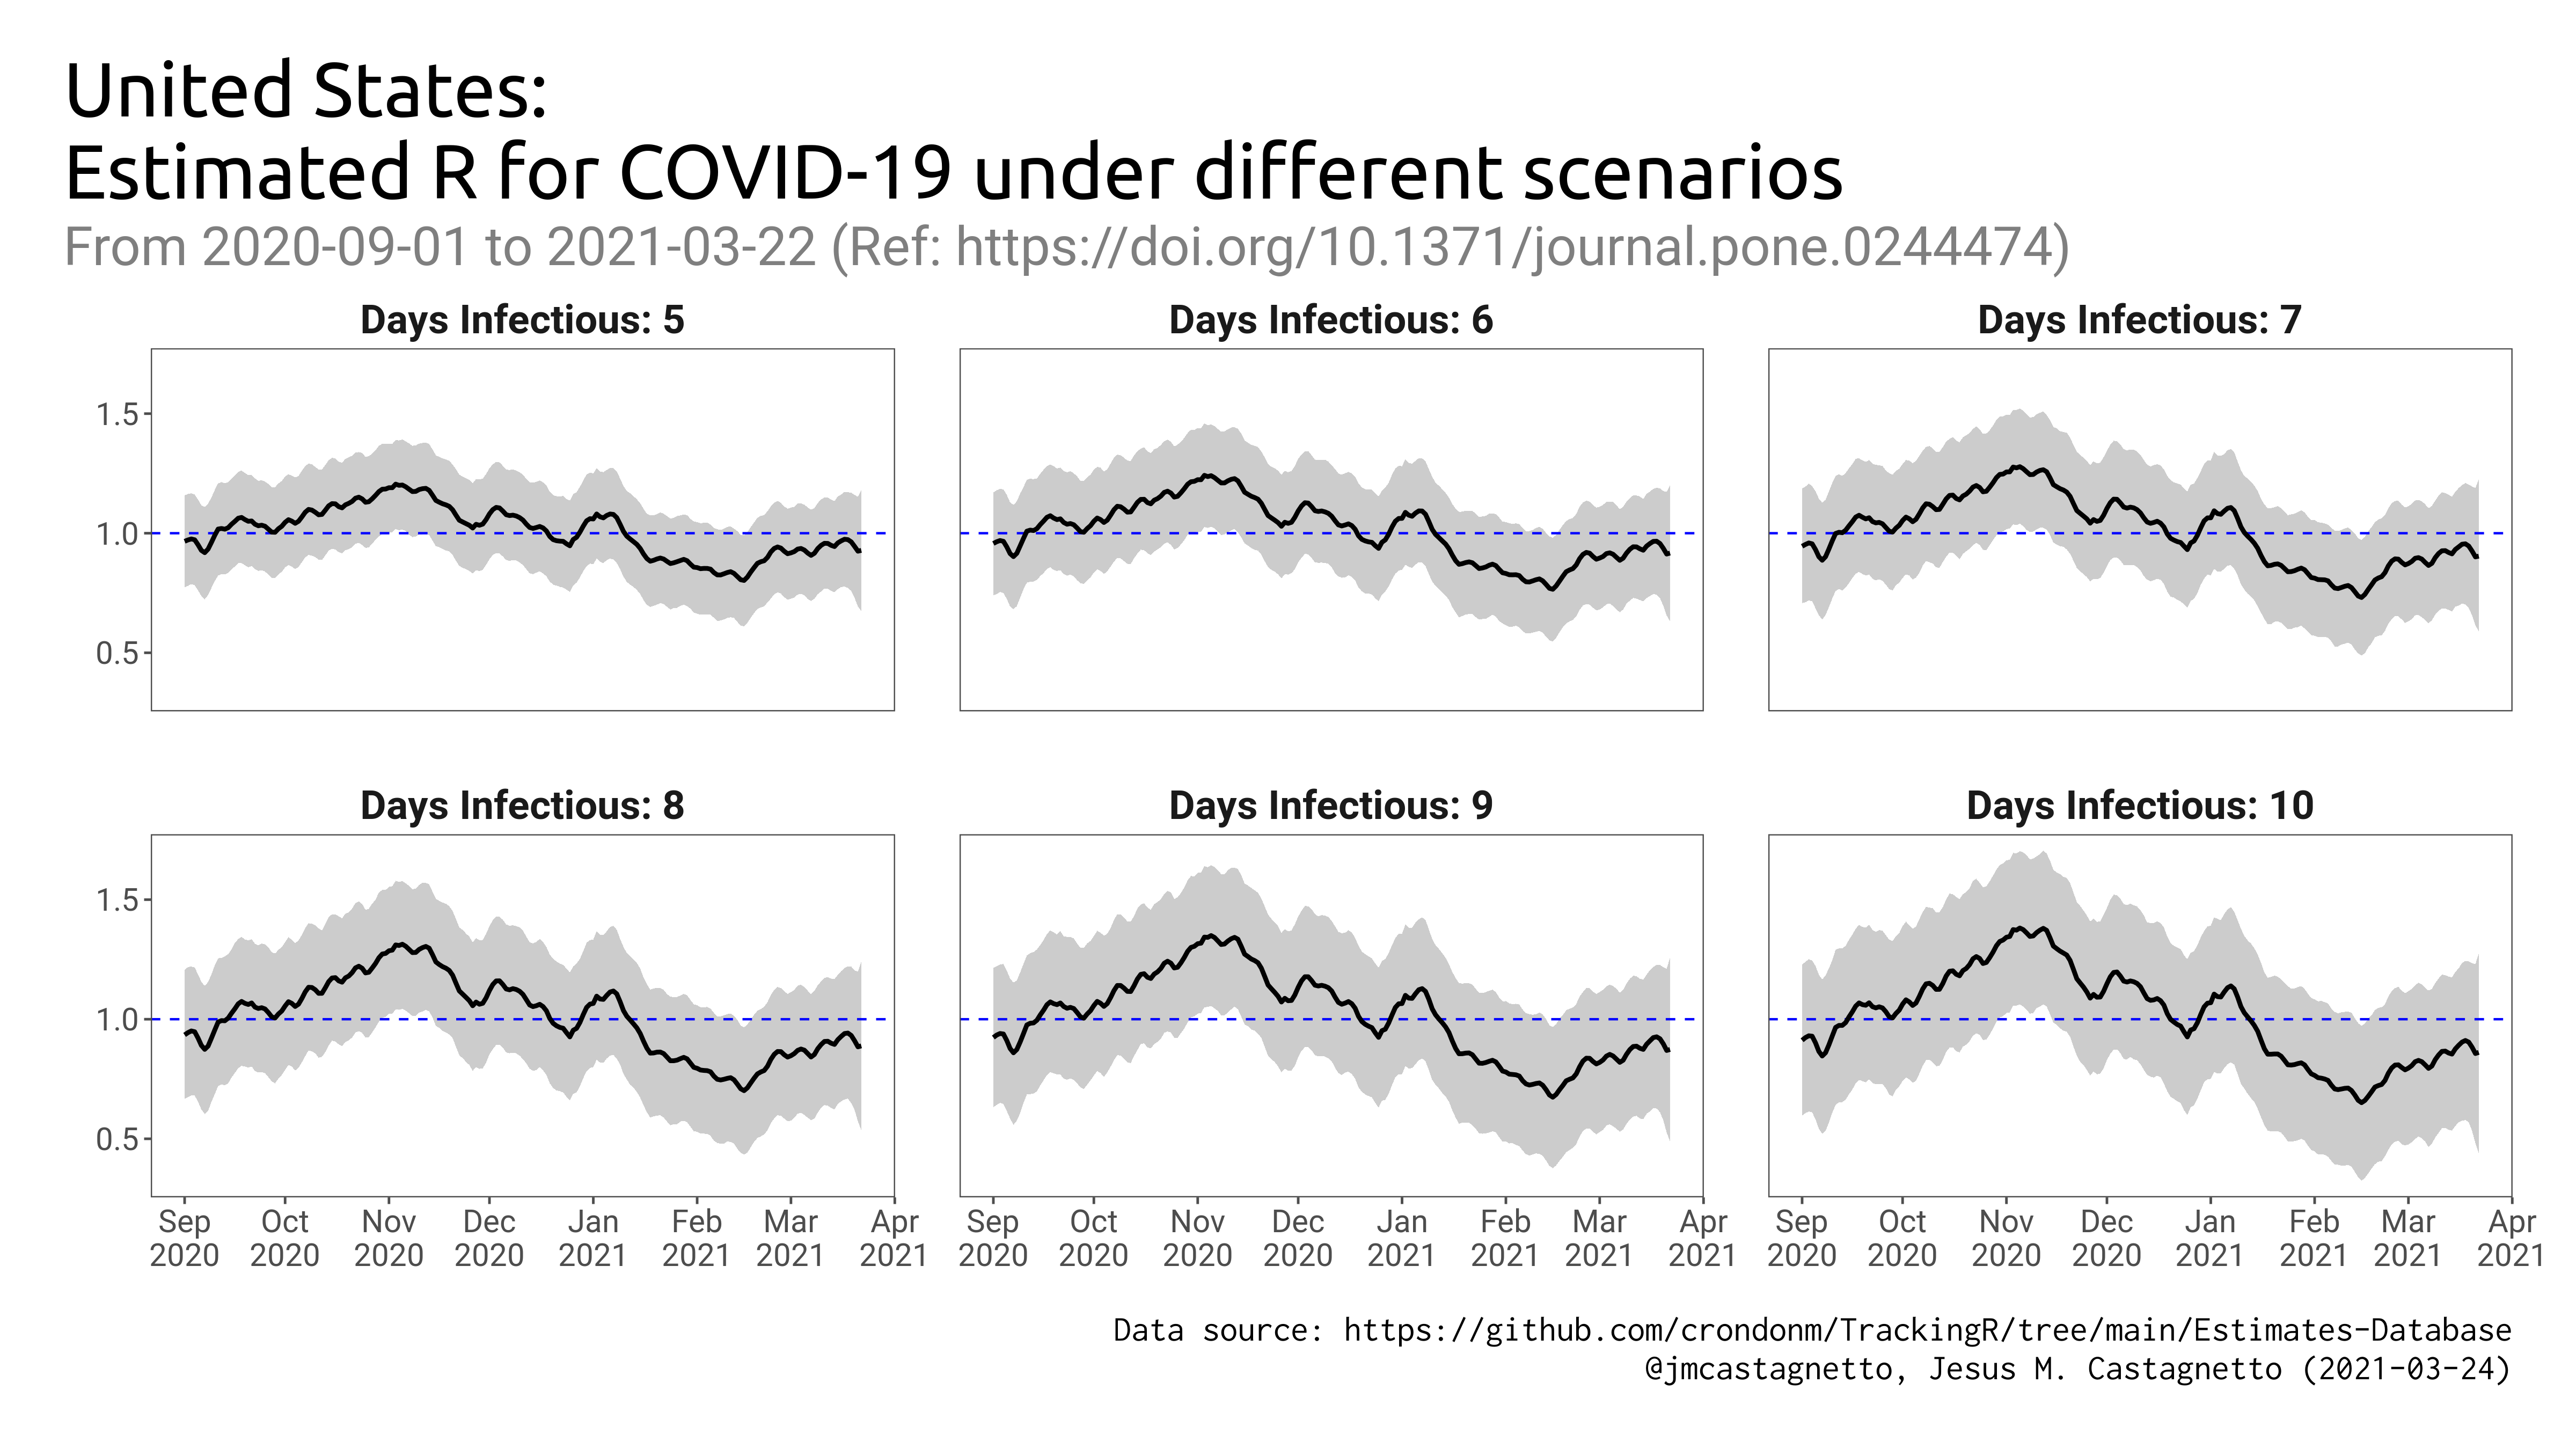 United States:
Estimated R for COVID-19 under different scenarios
From 2020-09-01 to 2021-03-22 (Ref: https://doi.org/10.1371/journal.pone.0244474)
Days Infectious: 5
Days Infectious: 6
Days Infectious: 7
1.5
1.0
0.5
Days Infectious: 8
Days Infectious: 9
Days Infectious: 10
1.5
1.0
0.5
Sep Oct Nov Dec Jan Feb Mar Apr
2020 2020 2020 2020 2021 2021 2021 2021
Sep Oct Nov Dec Jan Feb Mar Apr
2020 2020 2020 2020 2021 2021 2021 2021
Sep Oct Nov Dec Jan Feb Mar Apr
2020 2020 2020 2020 2021 2021 2021 2021
Data source: https://github.com/crondonm/TrackingR/tree/main/Estimates-Database
@jmcastagnetto, Jesus M. Castagnetto (2021-03-24)